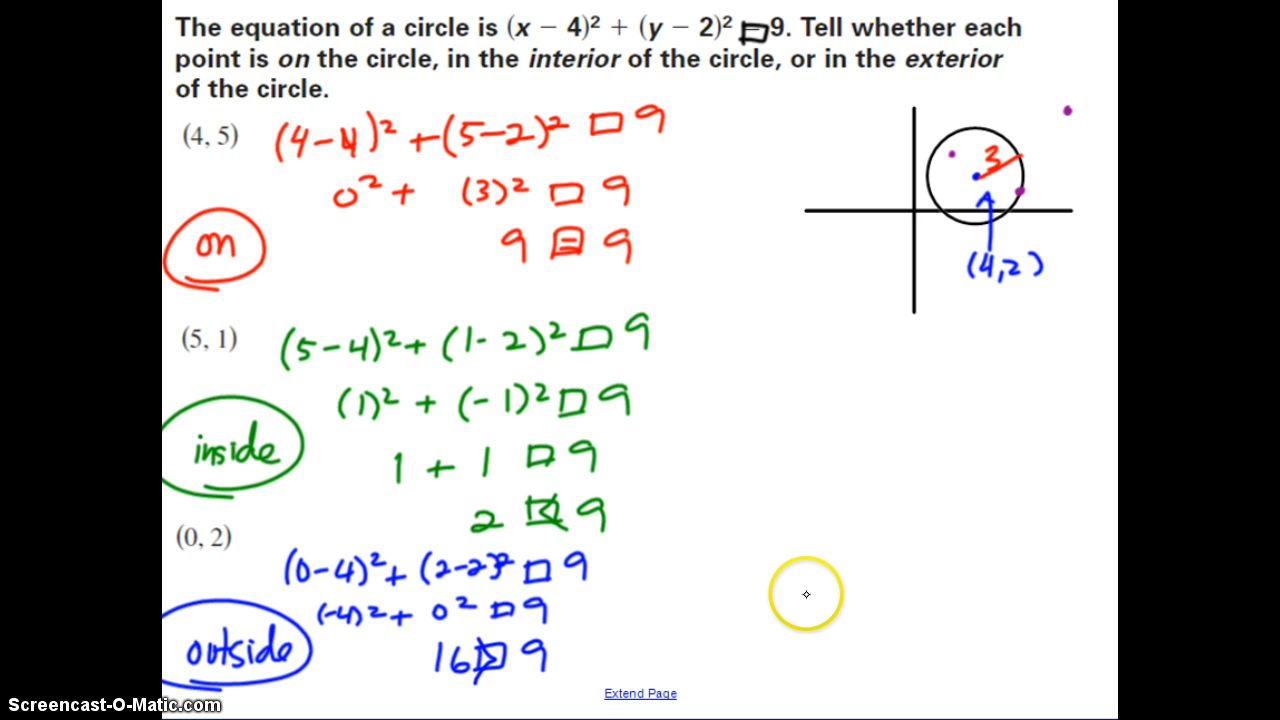 The equation of a circle is (x − 4)² + (y − 2)² □ 9. Tell whether each
point is on the circle, in the interior of the circle, or in the exterior
of the circle.
(4, 5) (4-4)² + (5-2)² □ 9
0² + (3)² □ 9
on 9 = 9
3
(4,2)
(5, 1) (5-4)² + (1-2)² □ 9
(1)² + (-1)² □ 9
inside 1 + 1 □ 9
2 < 9
(0, 2) (0-4)² + (2-2)² □ 9
(-4)² + 0² □ 9
outside 16 > 9
Extend Page
Screencast-O-Matic.com